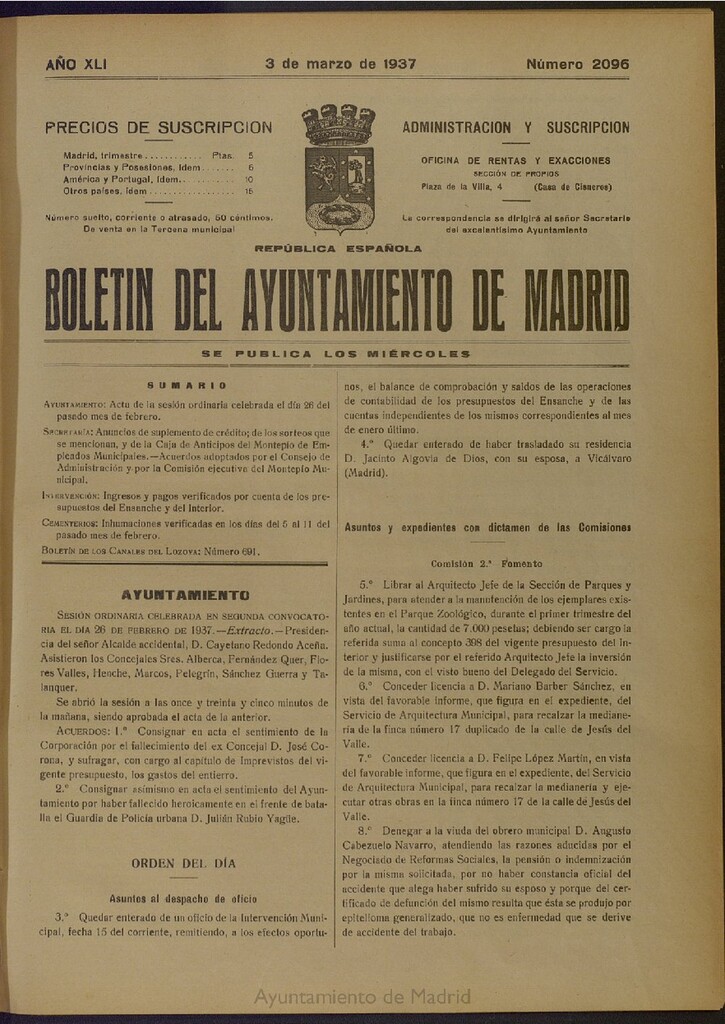 AÑO XLI
3 de marzo de 1937
Número 2096
PRECIOS DE SUSCRIPCION
Madrid, trimestre............ Ptas. 5
Provincias y Posesiones, ídem....... 6
América y Portugal, ídem........... 10
Otros países, ídem................. 15
Número suelto, corriente o atrasado, 50 céntimos.
De venta en la Tercena municipal
ADMINISTRACION Y SUSCRIPCION
OFICINA DE RENTAS Y EXACCIONES
SECCIÓN DE PROPIOS
Plaza de la Villa, 4 (Casa de Cisneros)
La correspondencia se dirigirá al señor Secretario
del excelentísimo Ayuntamiento
REPÚBLICA ESPAÑOLA
BOLETIN DEL AYUNTAMIENTO DE MADRID
SE PUBLICA LOS MIÉRCOLES
SUMARIO
AYUNTAMIENTO: Acta de la sesión ordinaria celebrada el día 26 del
pasado mes de febrero.
SECRETARÍA: Anuncios de suplemento de crédito; de los sorteos que
se mencionan, y de la Caja de Anticipos del Montepío de Em-
pleados Municipales.—Acuerdos adoptados por el Consejo de
Administración y por la Comisión ejecutiva del Montepío Mu-
nicipal.
INTERVENCIÓN: Ingresos y pagos verificados por cuenta de los pre-
supuestos del Ensanche y del Interior.
CEMENTERIOS: Inhumaciones verificadas en los días del 5 al 11 del
pasado mes de febrero.
BOLETÍN DE LOS CANALES DEL LOZOYA: Número 691.
AYUNTAMIENTO
SESIÓN ORDINARIA CELEBRADA EN SEGUNDA CONVOCATO-
RIA EL DÍA 26 DE FEBRERO DE 1937.—Extracto.—Presiden-
cia del señor Alcalde accidental, D. Cayetano Redondo Aceña.
Asistieron los Concejales Sres. Alberca, Fernández Quer, Flo-
res Valles, Henche, Marcos, Pelegrín, Sánchez Guerra y Ta-
lanquer.
Se abrió la sesión a las once y treinta y cinco minutos de
la mañana, siendo aprobada el acta de la anterior.
ACUERDOS: 1.° Consignar en acta el sentimiento de la
Corporación por el fallecimiento del ex Concejal D. José Co-
rona, y sufragar, con cargo al capítulo de Imprevistos del vi-
gente presupuesto, los gastos del entierro.
2.° Consignar asimismo en acta el sentimiento del Ayun-
tamiento por haber fallecido heroicamente en el frente de bata-
lla el Guardia de Policía urbana D. Julián Rubio Yagüe.
ORDEN DEL DÍA
Asuntos al despacho de oficio
3.° Quedar enterado de un oficio de la Intervención Muni-
cipal, fecha 15 del corriente, remitiendo, a los efectos oportu-
nos, el balance de comprobación y saldos de las operaciones
de contabilidad de los presupuestos del Ensanche y de las
cuentas independientes de los mismos correspondientes al mes
de enero último.
4.° Quedar enterado de haber trasladado su residencia
D. Jacinto Algovia de Dios, con su esposa, a Vicálvaro
(Madrid).
Asuntos y expedientes con dictamen de las Comisiones
Comisión 2.ª Fomento
5.° Librar al Arquitecto Jefe de la Sección de Parques y
Jardines, para atender a la manutención de los ejemplares exis-
tentes en el Parque Zoológico, durante el primer trimestre del
año actual, la cantidad de 7.000 pesetas; debiendo ser cargo la
referida suma al concepto 398 del vigente presupuesto del In-
terior y justificarse por el referido Arquitecto Jefe la inversión
de la misma, con el visto bueno del Delegado del Servicio.
6.° Conceder licencia a D. Mariano Barber Sánchez, en
vista del favorable informe, que figura en el expediente, del
Servicio de Arquitectura Municipal, para recalzar la mediane-
ría de la finca número 17 duplicado de la calle de Jesús del
Valle.
7.° Conceder licencia a D. Felipe López Martín, en vista
del favorable informe, que figura en el expediente, del Servicio
de Arquitectura Municipal, para recalzar la medianería y eje-
cutar otras obras en la finca número 17 de la calle de Jesús del
Valle.
8.° Denegar a la viuda del obrero municipal D. Augusto
Cabezuelo Navarro, atendiendo las razones aducidas por el
Negociado de Reformas Sociales, la pensión o indemnización
por la misma solicitada, por no haber constancia oficial del
accidente que alega haber sufrido su esposo y porque del cer-
tificado de defunción del mismo resulta que ésta se produjo por
epitelioma generalizado, que no es enfermedad que se derive
de accidente del trabajo.
Ayuntamiento de Madrid